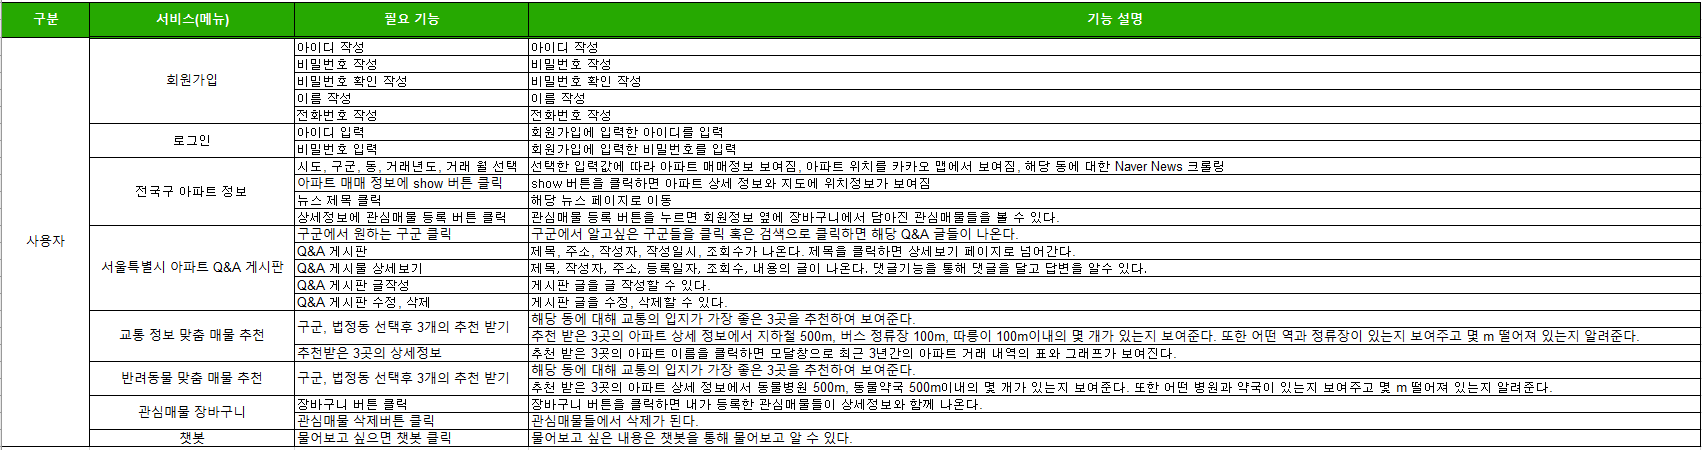 구분 서비스(메뉴) 필요 기능 기능 설명
아이디 작성 아이디 작성
비밀번호 작성 비밀번호 작성
회원가입 비밀번호 확인 작성 비밀번호 확인 작성
이름 작성 이름 작성
전화번호 작성 전화번호 작성
로그인 아이디 입력 회원가입에 입력한 아이디를 입력
비밀번호 입력 회원가입에 입력한 비밀번호를 입력
시도, 구군, 동, 거래년도, 거래 월 선택 선택한 입력값에 따라 아파트 매매정보 보여짐, 아파트 위치를 카카오 맵에서 보여짐, 해당 동에 대한 Naver News 크롤링
전국구 아파트 정보 아파트 매매 정보에 show 버튼 클릭 show 버튼을 클릭하면 아파트 상세 정보와 지도에 위치정보가 보여짐
뉴스 제목 클릭 해당 뉴스 페이지로 이동
상세정보에 관심매물 등록 버튼 클릭 관심매물 등록 버튼을 누르면 회원정보 옆에 장바구니에서 담아진 관심매물들을 볼 수 있다.
사용자 구군에서 원하는 구군 클릭 구군에서 알고싶은 구군들을 클릭 혹은 검색으로 클릭하면 해당 Q&A 글들이 나온다.
Q&A 게시판 제목, 주소, 작성자, 작성일시, 조회수가 나온다. 제목을 클릭하면 상세보기 페이지로 넘어간다.
서울특별시 아파트 Q&A 게시판 Q&A 게시물 상세보기 제목, 작성자, 주소, 등록일자, 조회수, 내용의 글이 나온다. 댓글기능을 통해 댓글을 달고 답변을 알수 있다.
Q&A 게시판 글작성 게시판 글을 글 작성할 수 있다.
Q&A 게시판 수정, 삭제 게시판 글을 수정, 삭제할 수 있다.
교통 정보 맞춤 매물 추천 구군, 법정동 선택후 3개의 추천 받기 해당 동에 대해 교통의 입지가 가장 좋은 3곳을 추천하여 보여준다.
추천 받은 3곳의 아파트 상세 정보에서 지하철 500m, 버스 정류장 100m, 따릉이 100m이내의 몇 개가 있는지 보여준다. 또한 어떤 역과 정류장이 있는지 보여주고 몇 m 떨어져 있는지 알려준다.
추천받은 3곳의 상세정보 추천 받은 3곳의 아파트 이름을 클릭하면 모달창으로 최근 3년간의 아파트 거래 내역의 표와 그래프가 보여진다.
반려동물 맞춤 매물 추천 구군, 법정동 선택후 3개의 추천 받기 해당 동에 대해 교통의 입지가 가장 좋은 3곳을 추천하여 보여준다.
추천 받은 3곳의 아파트 상세 정보에서 동물병원 500m, 동물약국 500m이내의 몇 개가 있는지 보여준다. 또한 어떤 병원과 약국이 있는지 보여주고 몇 m 떨어져 있는지 알려준다.
관심매물 장바구니 장바구니 버튼 클릭 장바구니 버튼을 클릭하면 내가 등록한 관심매물들이 상세정보와 함께 나온다.
관심매물 삭제버튼 클릭 관심매물들에서 삭제가 된다.
챗봇 물어보고 싶으면 챗봇 클릭 물어보고 싶은 내용은 챗봇을 통해 물어보고 알 수 있다.